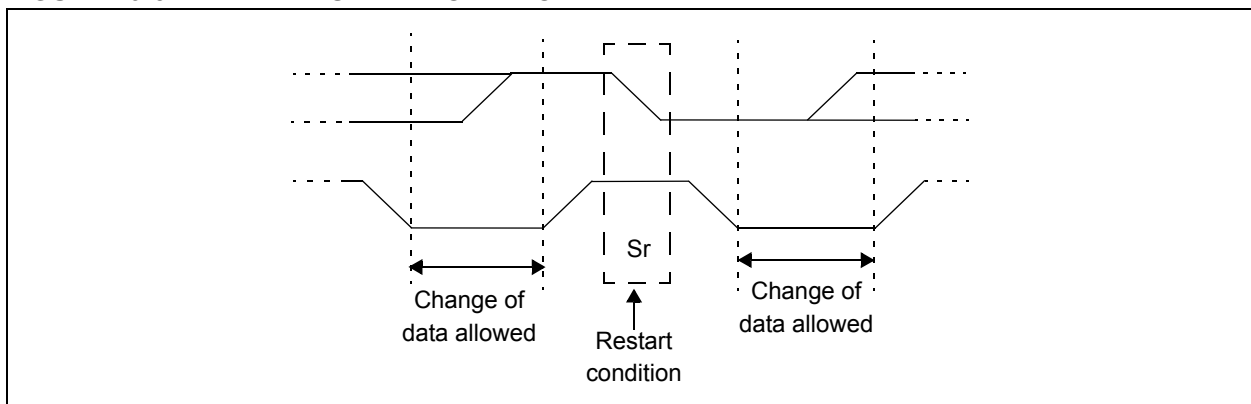 Sr
Change of
data allowed
Restart
condition
Change of
data allowed